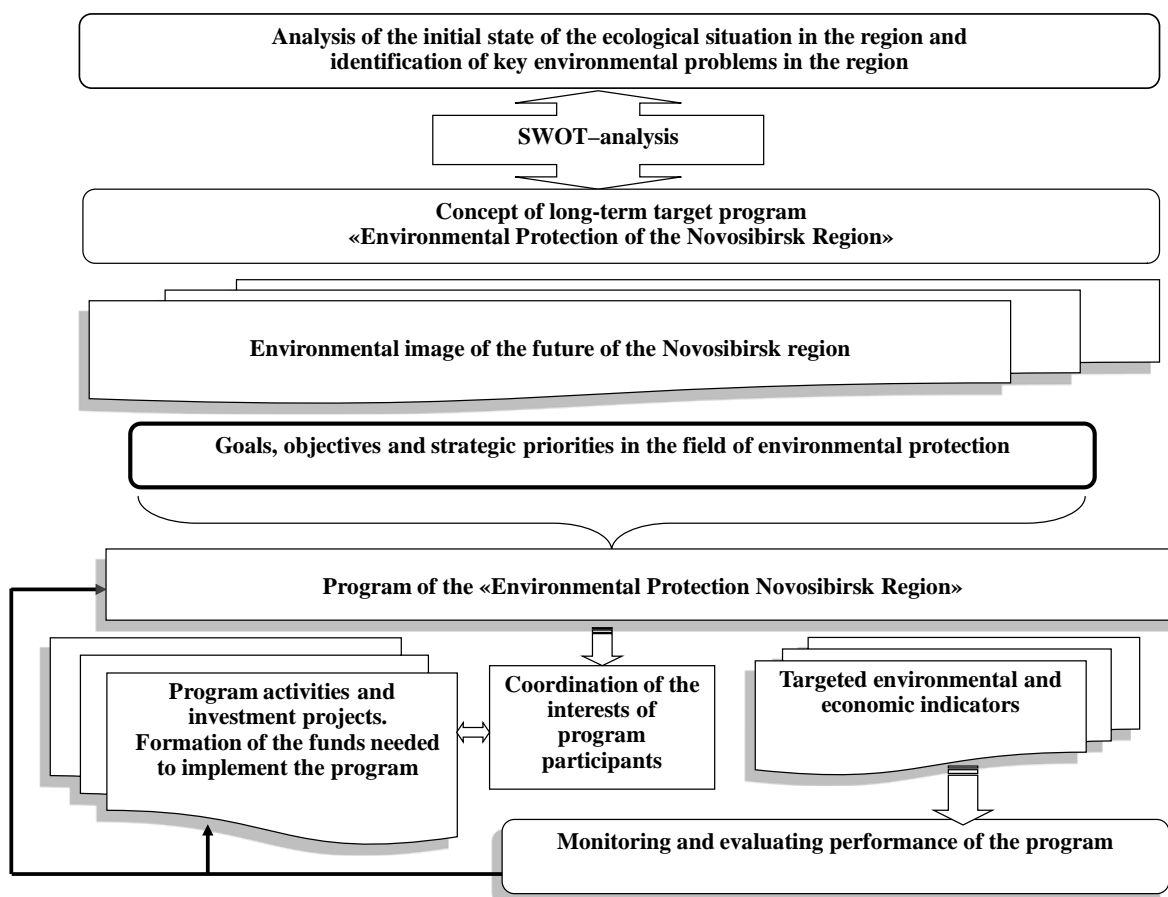 Analysis of the initial state of the ecological situation in the region and
identification of key environmental problems in the region
SWOT–analysis
Concept of long-term target program
«Environmental Protection of the Novosibirsk Region»
Environmental image of the future of the Novosibirsk region
Goals, objectives and strategic priorities in the field of environmental protection
Program of the «Environmental Protection Novosibirsk Region»
Program activities and
investment projects.
Formation of the funds needed
to implement the program
Coordination of the
interests of
program
participants
Targeted environmental and
economic indicators
Monitoring and evaluating performance of the program